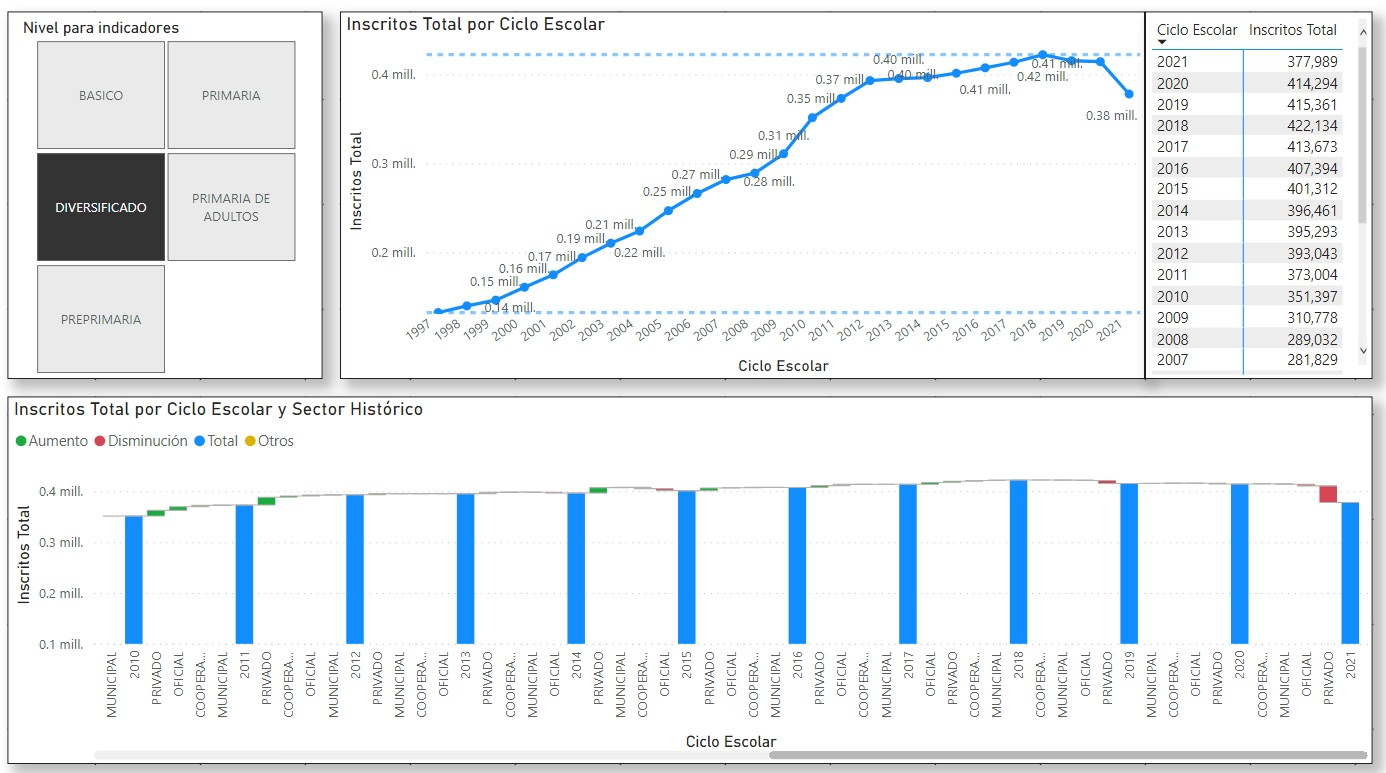 Nivel para indicadores
BASICO
PRIMARIA
DIVERSIFICADO
PRIMARIA DE
ADULTOS
PREPRIMARIA
Inscritos Total por Ciclo Escolar
Inscritos Total
0.4 mill.
0.3 mill.
0.2 mill.
0.14 mill.
0.15 mill.
0.16 mill.
0.17 mill.
0.19 mill.
0.21 mill.
0.22 mill.
0.25 mill.
0.27 mill.
0.28 mill.
0.29 mill.
0.31 mill.
0.35 mill.
0.37 mill.
0.40 mill.
0.40 mill.
0.41 mill.
0.42 mill.
0.41 mill.
0.38 mill.
1997 1998 1999 2000 2001 2002 2003 2004 2005 2006 2007 2008 2009 2010 2011 2012 2013 2014 2015 2016 2017 2018 2019 2020 2021
Ciclo Escolar
Ciclo Escolar Inscritos Total
2021 377,989
2020 414,294
2019 415,361
2018 422,134
2017 413,673
2016 407,394
2015 401,312
2014 396,461
2013 395,293
2012 393,043
2011 373,004
2010 351,397
2009 310,778
2008 289,032
2007 281,829
Inscritos Total por Ciclo Escolar y Sector Histórico
Aumento Disminución Total Otros
Inscritos Total
0.4 mill.
0.3 mill.
0.2 mill.
0.1 mill.
MUNICIPAL 2010 PRIVADO OFICIAL COOPERA... MUNICIPAL 2011 PRIVADO COOPERA... OFICIAL MUNICIPAL 2012 PRIVADO MUNICIPAL COOPERA... OFICIAL 2013 PRIVADO COOPERA... MUNICIPAL OFICIAL 2014 PRIVADO MUNICIPAL COOPERA... OFICIAL 2015 PRIVADO OFICIAL COOPERA... MUNICIPAL 2016 PRIVADO OFICIAL COOPERA... MUNICIPAL 2017 OFICIAL PRIVADO COOPERA... MUNICIPAL 2018 MUNICIPAL COOPERA... OFICIAL PRIVADO 2019 MUNICIPAL COOPERA... OFICIAL PRIVADO 2020 COOPERA... MUNICIPAL OFICIAL PRIVADO 2021
Ciclo Escolar